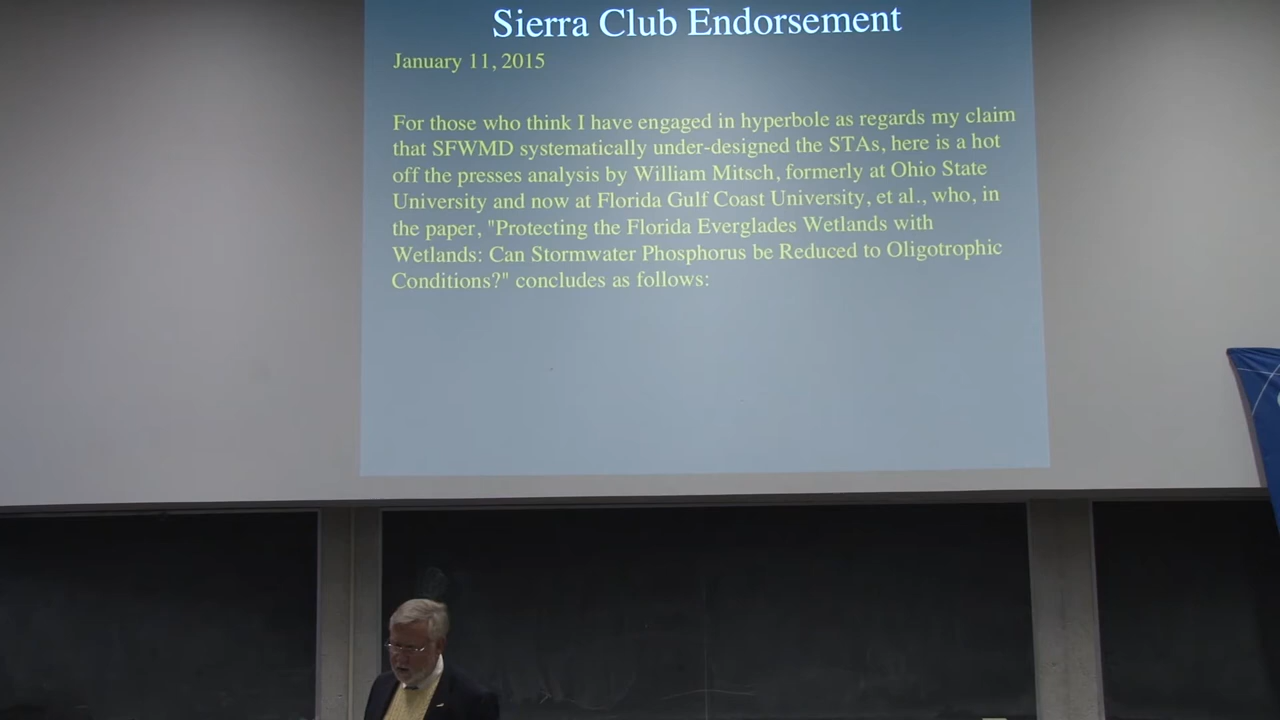 Sierra Club Endorsement
January 11, 2015
For those who think I have engaged in hyperbole as regards my claim
that SFWMD systematically under-designed the STAs, here is a hot
off the presses analysis by William Mitsch, formerly at Ohio State
University and now at Florida Gulf Coast University, et al., who, in
the paper, "Protecting the Florida Everglades Wetlands with
Wetlands: Can Stormwater Phosphorus be Reduced to Oligotrophic
Conditions?" concludes as follows: